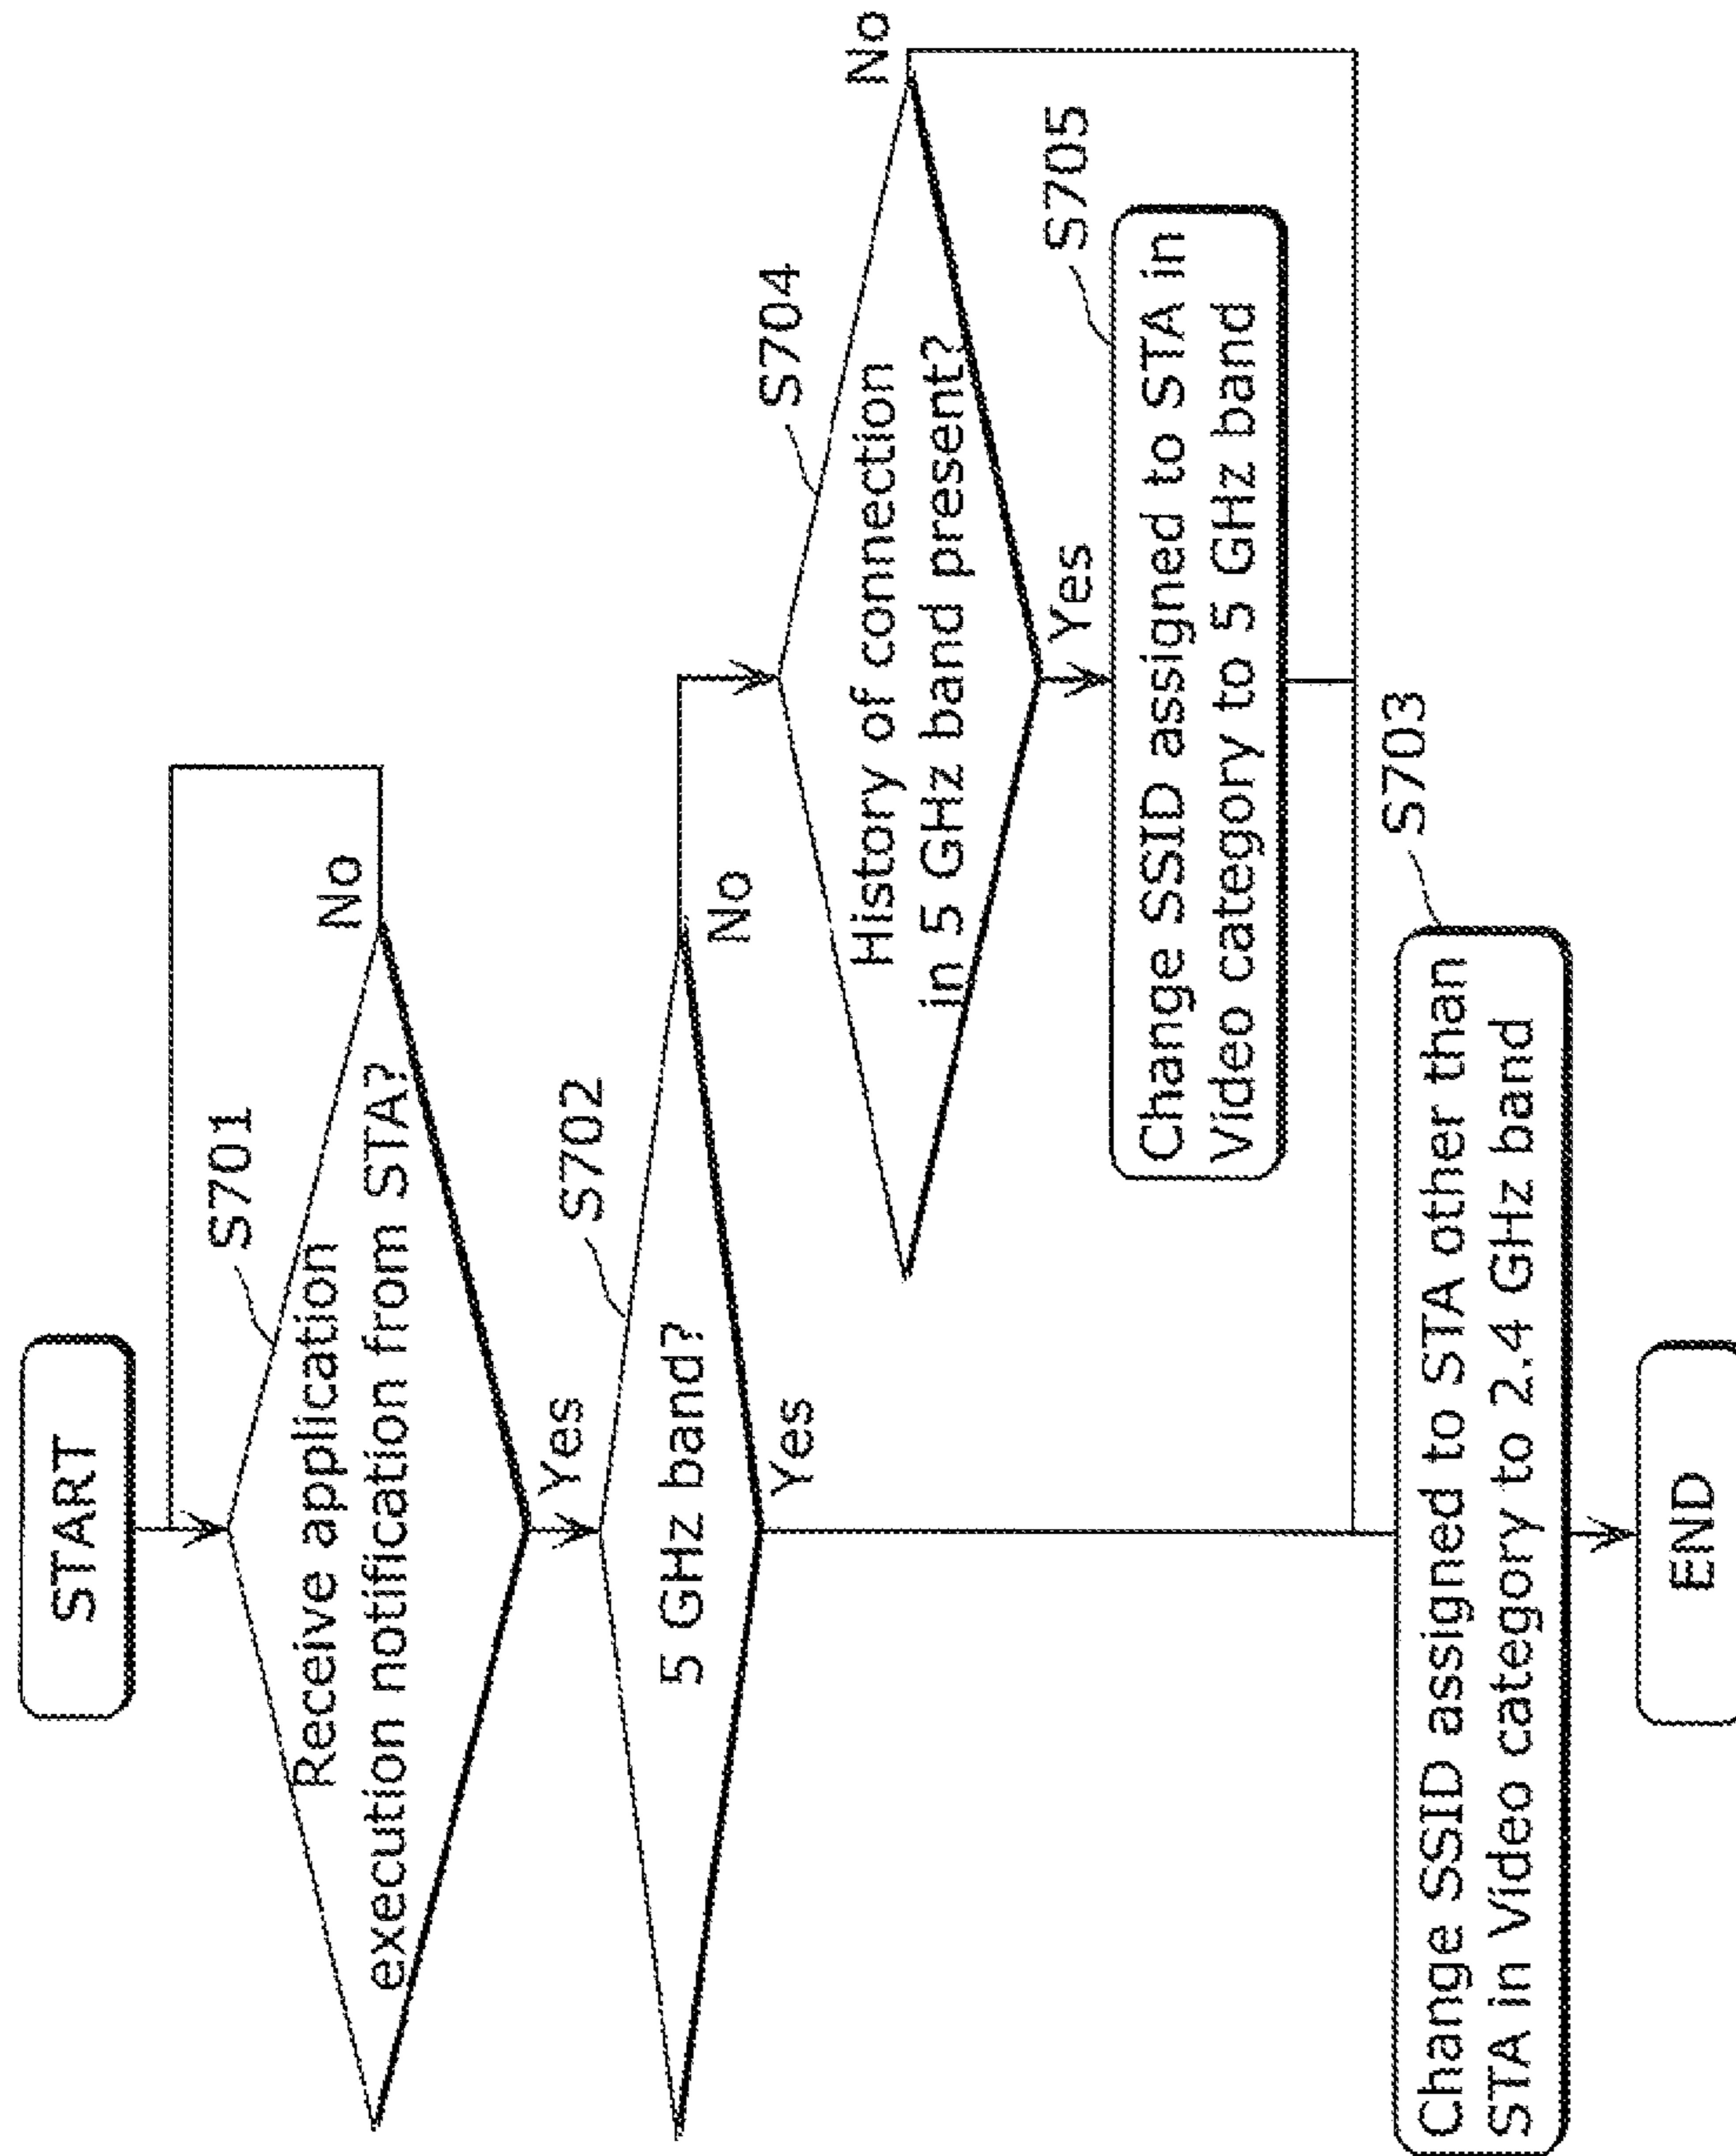 START
S701
Receive application
execution notification from STA?
No
Yes
S702
5 GHz band?
No
Yes
S704
History of connection
in 5 GHz band present?
No
Yes
S705
Change SSID assigned to STA in
Video category to 5 GHz band
S703
Change SSID assigned to STA other than
STA in Video category to 2.4 GHz band
END